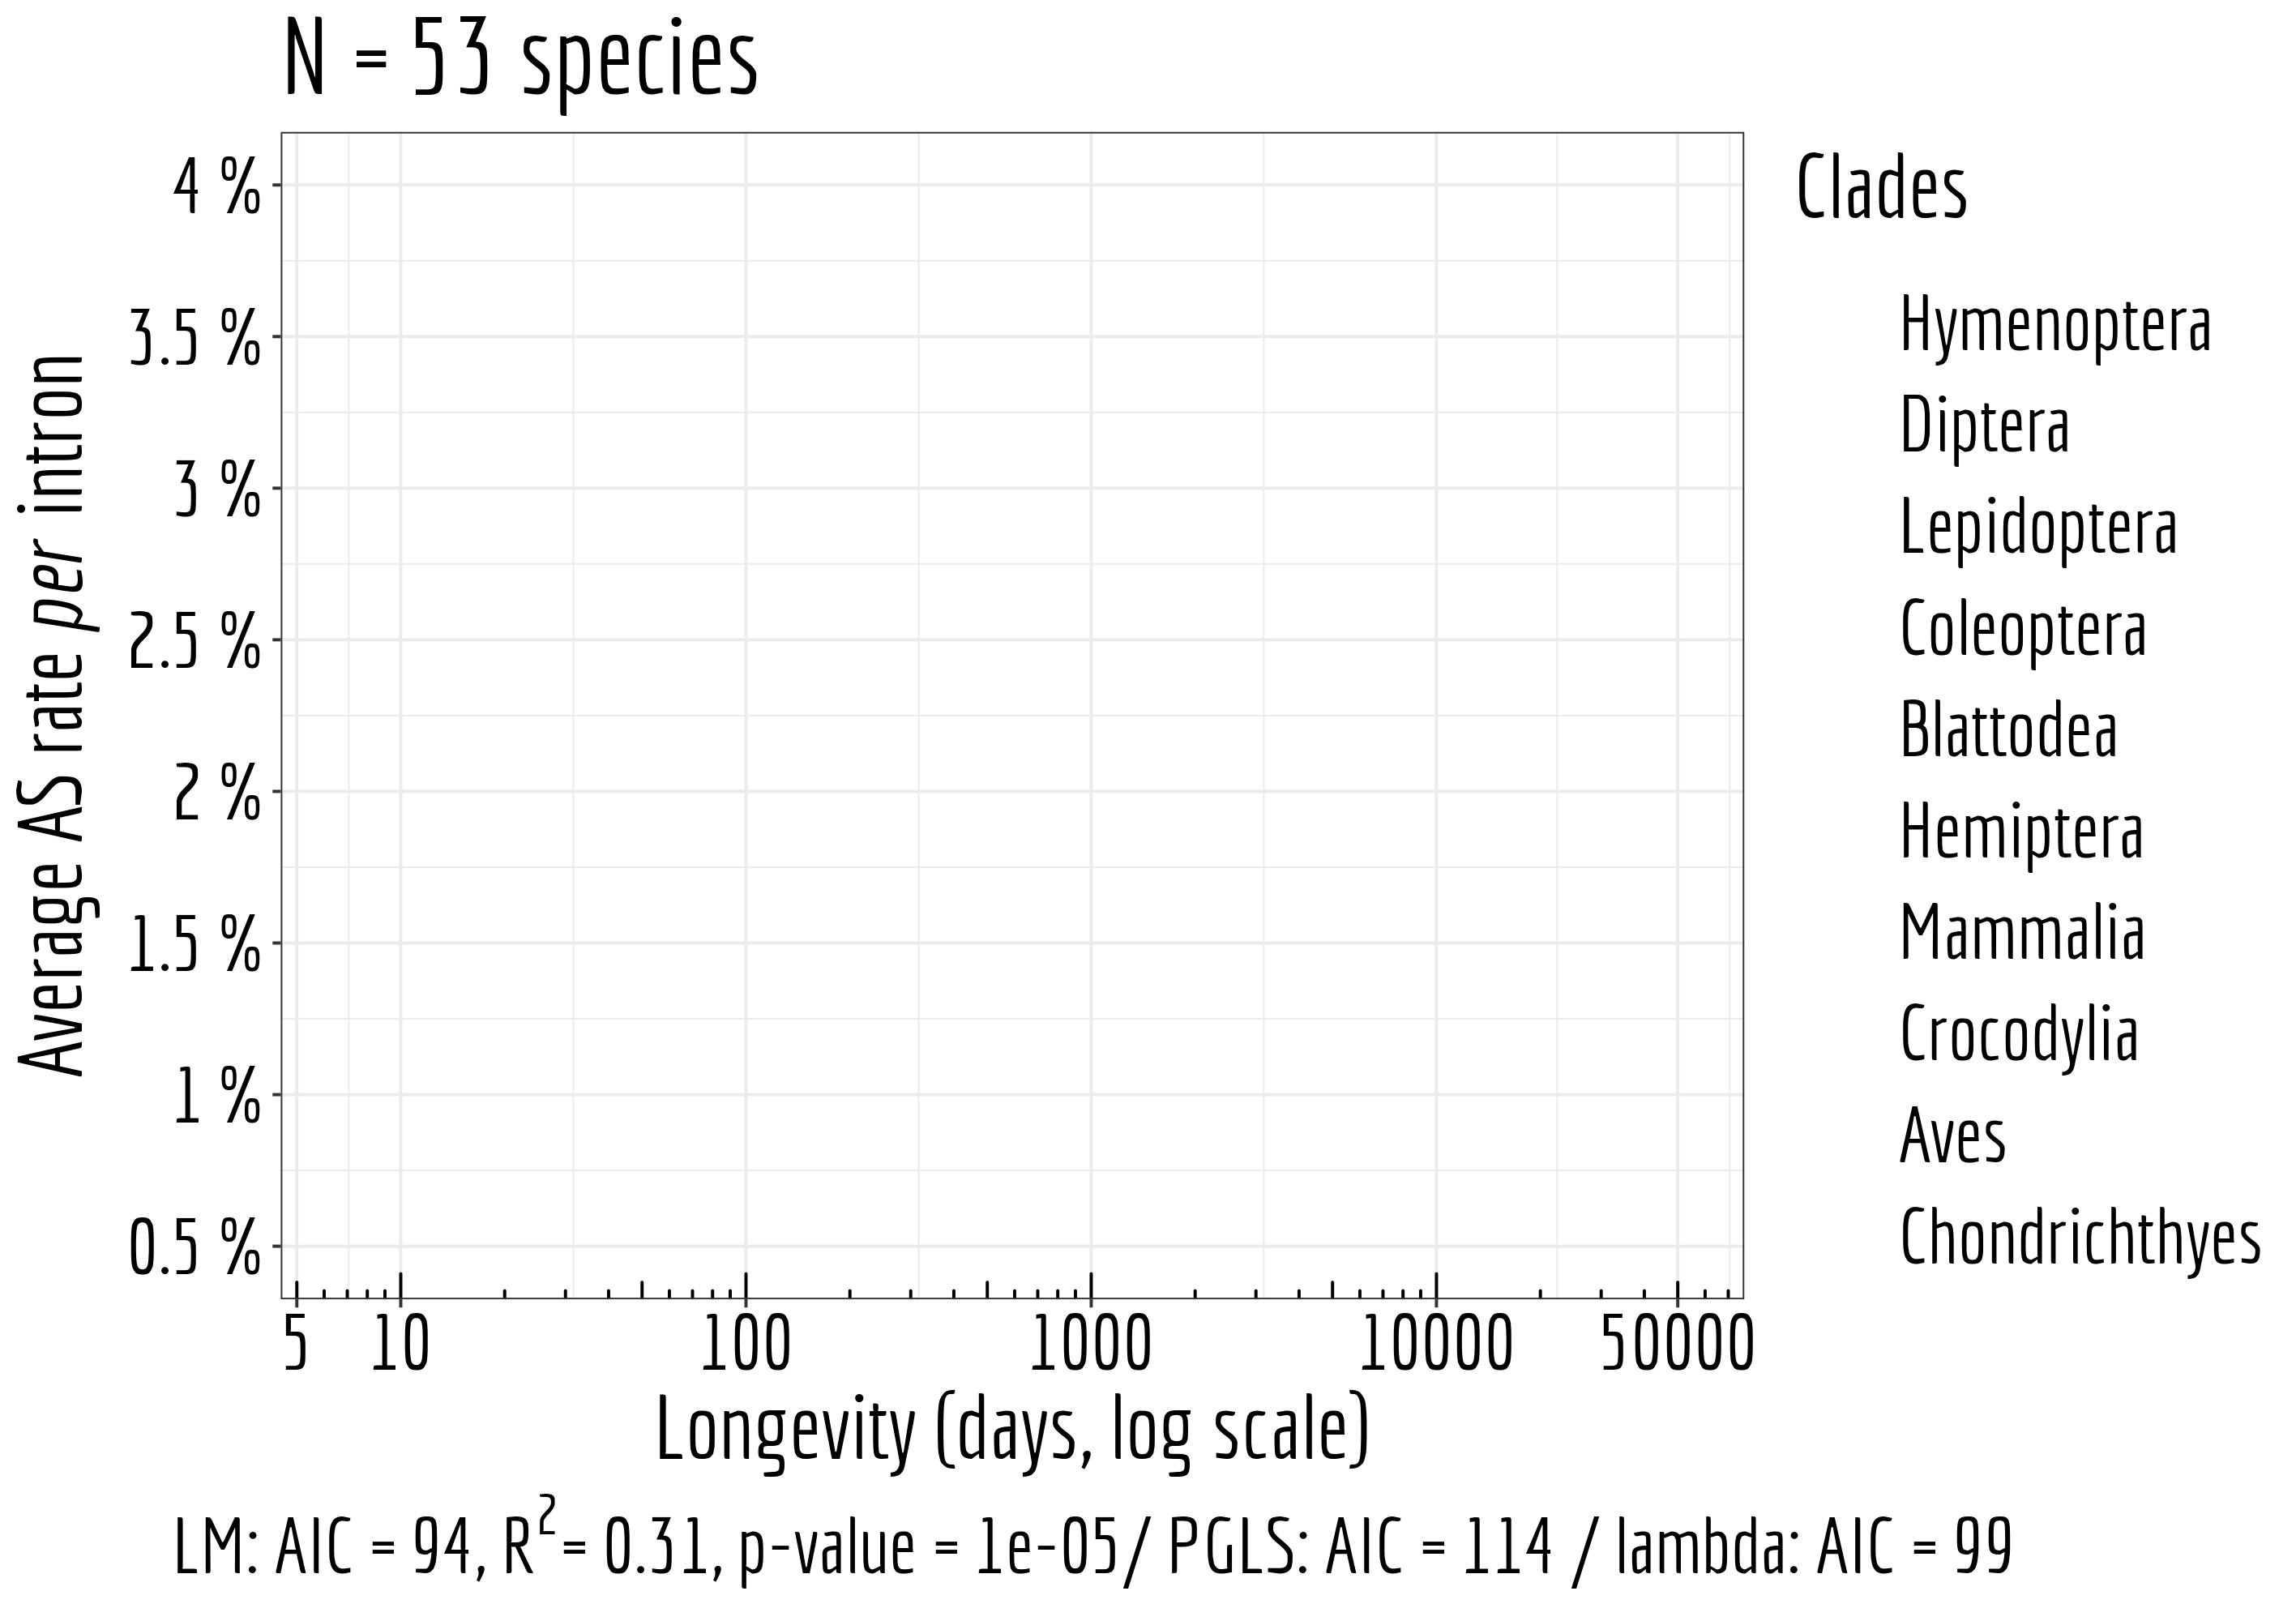 N = 53 species
Average AS rate per intron
4 %
3.5 %
3 %
2.5 %
2 %
1.5 %
1 %
0.5 %
5 10 100 1000 10000 50000
Longevity (days, log scale)
LM: AIC = 94, R²= 0.31, p-value = 1e-05/ PGLS: AIC = 114 / lambda: AIC = 99
Clades
Hymenoptera
Diptera
Lepidoptera
Coleoptera
Blattodea
Hemiptera
Mammalia
Crocodylia
Aves
Chondrichthyes